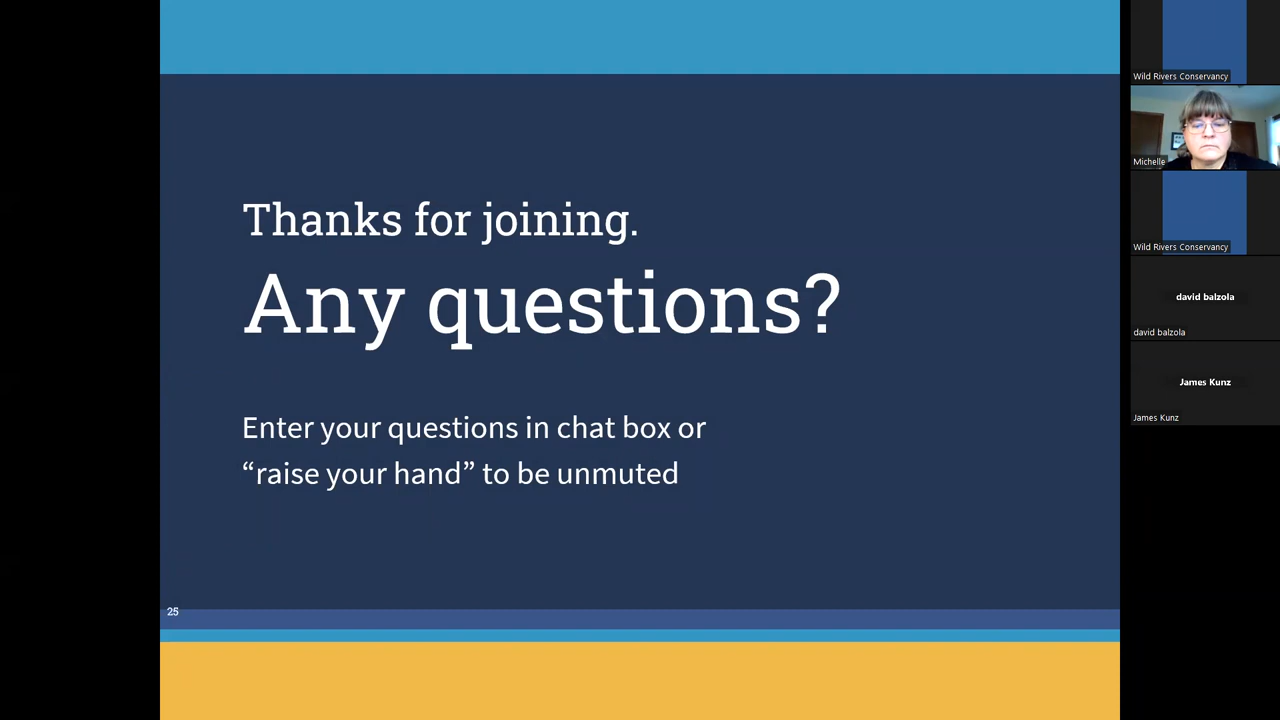 Thanks for joining.
Any questions?
Enter your questions in chat box or
“raise your hand” to be unmuted
25
Wild Rivers Conservancy
Michelle
Wild Rivers Conservancy
david balzola
david balzola
James Kunz
James Kunz